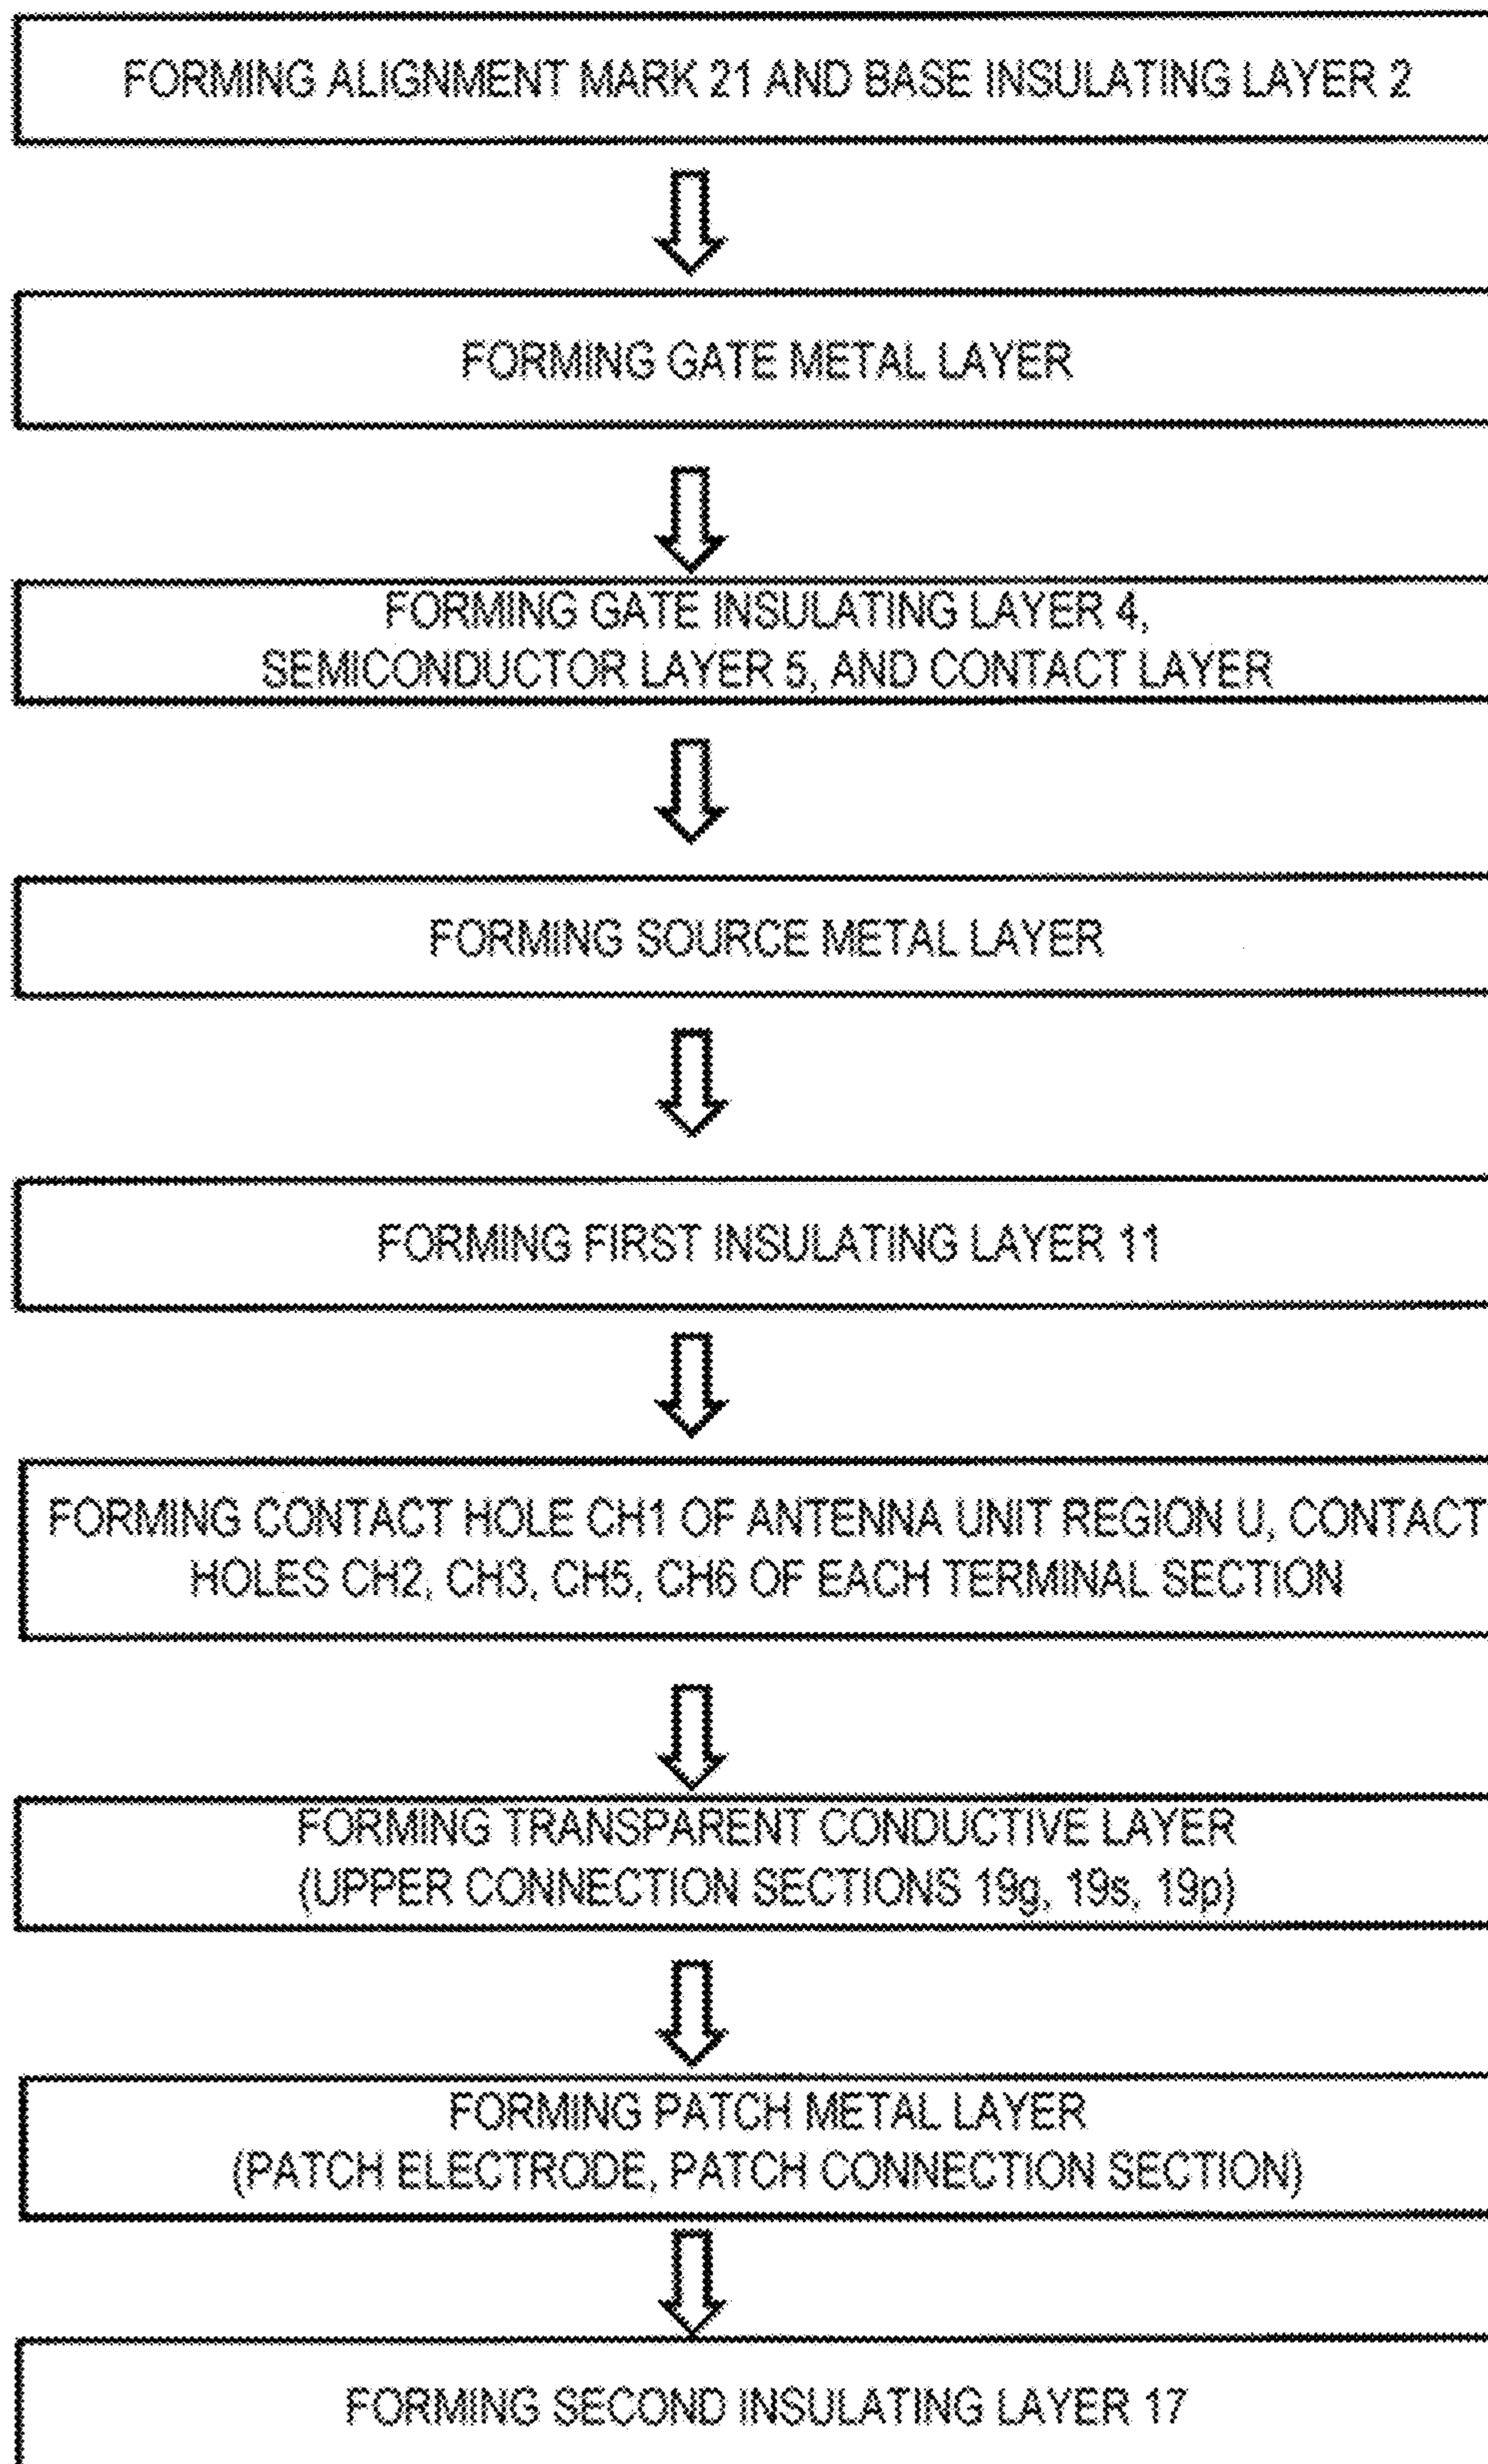 FORMING ALIGNMENT MARK 21 AND BASE INSULATING LAYER 2
FORMING GATE METAL LAYER
FORMING GATE INSULATING LAYER 4,
SEMICONDUCTOR LAYER 5, AND CONTACT LAYER
FORMING SOURCE METAL LAYER
FORMING FIRST INSULATING LAYER 11
FORMING CONTACT HOLE CH1 OF ANTENNA UNIT REGION U, CONTACT
HOLES CH2, CH3, CH5, CH6 OF EACH TERMINAL SECTION
FORMING TRANSPARENT CONDUCTIVE LAYER
(UPPER CONNECTION SECTIONS 19g, 19s, 19p)
FORMING PATCH METAL LAYER
(PATCH ELECTRODE, PATCH CONNECTION SECTION)
FORMING SECOND INSULATING LAYER 17